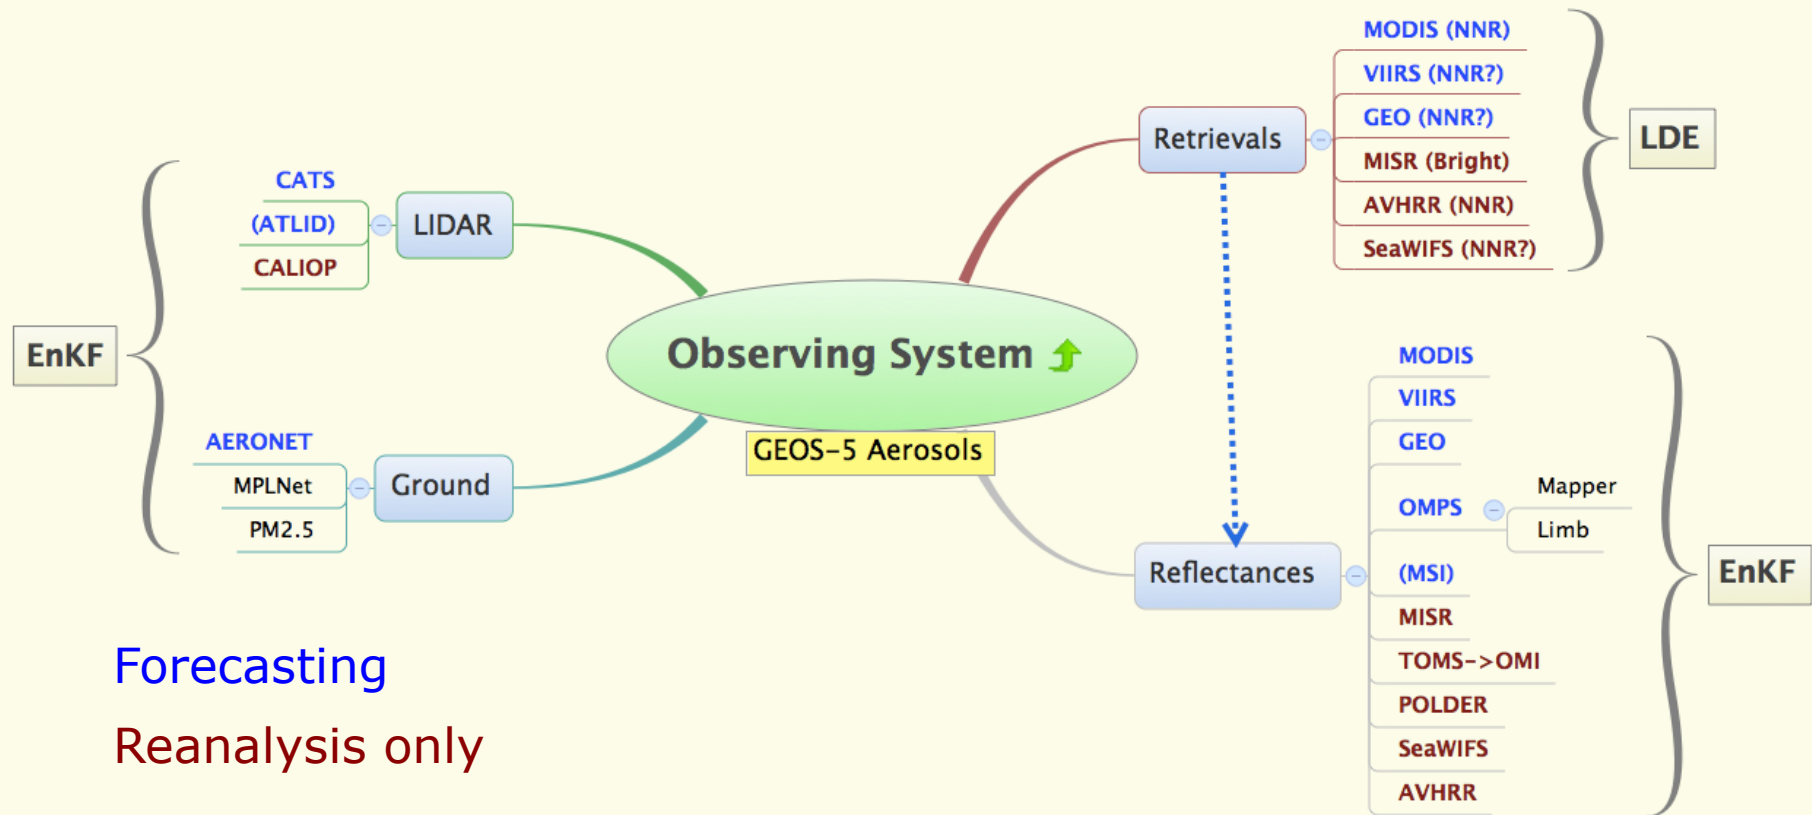 MODIS (NNR)
VIIRS (NNR?)
GEO (NNR?)
MISR (Bright)
AVHRR (NNR)
SeaWIFS (NNR?)
Retrievals
LDE
CATS
(ATLID)
CALIOP
LIDAR
EnKF
Observing System
GEOS-5 Aerosols
AERONET
MPLNet
PM2.5
Ground
MODIS
VIIRS
GEO
OMPS
Mapper
Limb
Reflectances
(MSI)
MISR
TOMS->OMI
POLDER
SeaWIFS
AVHRR
EnKF
Forecasting
Reanalysis only